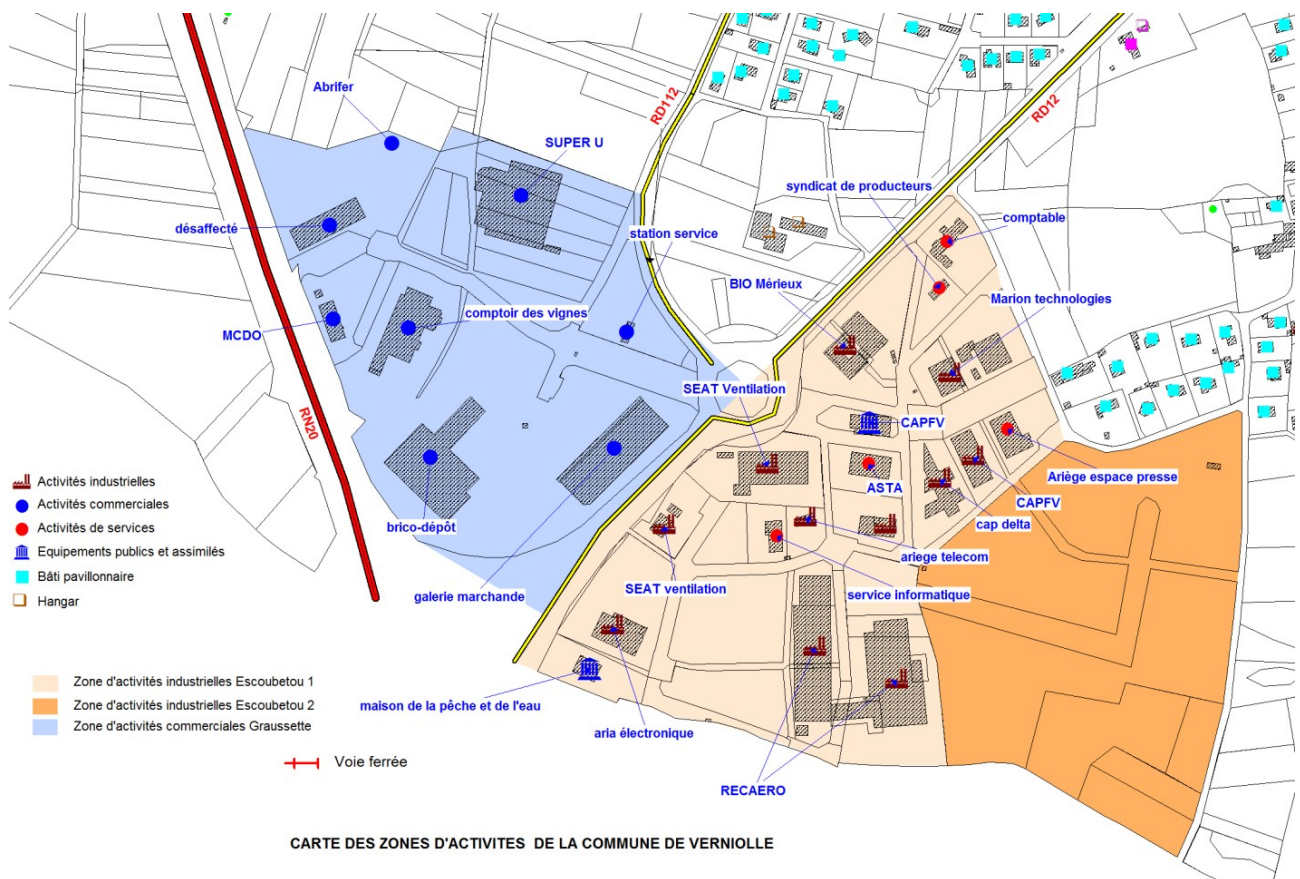 Abrifer
SUPER U
RD112
RD12
syndicat de producteurs
comptable
désaffecté
station service
BIO Mérieux
Marion technologies
MCDO
comptoir des vignes
SEAT Ventilation
RN20
CAPFV
Ariège espace presse
ASTA
CAPFV
cap delta
brico-dépôt
ariege telecom
galerie marchande
SEAT ventilation
service informatique
maison de la pêche et de l'eau
aria électronique
RECAERO
Activités industrielles
Activités commerciales
Activités de services
Equipements publics et assimilés
Bâti pavillonnaire
Hangar
Zone d'activités industrielles Escoubetou 1
Zone d'activités industrielles Escoubetou 2
Zone d'activités commerciales Graussette
Voie ferrée
CARTE DES ZONES D'ACTIVITES DE LA COMMUNE DE VERNIOLLE